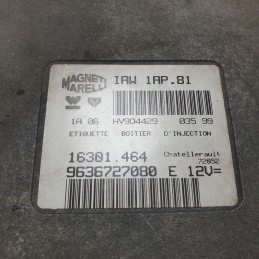 MAGNETI MARELLI
IAW 1AP.81
1A 06 HY904429 035 99
ETIQUETTE BOITIER D'INJECTION
16301.464 Chatellerault 72052
9636727080 E 12V=